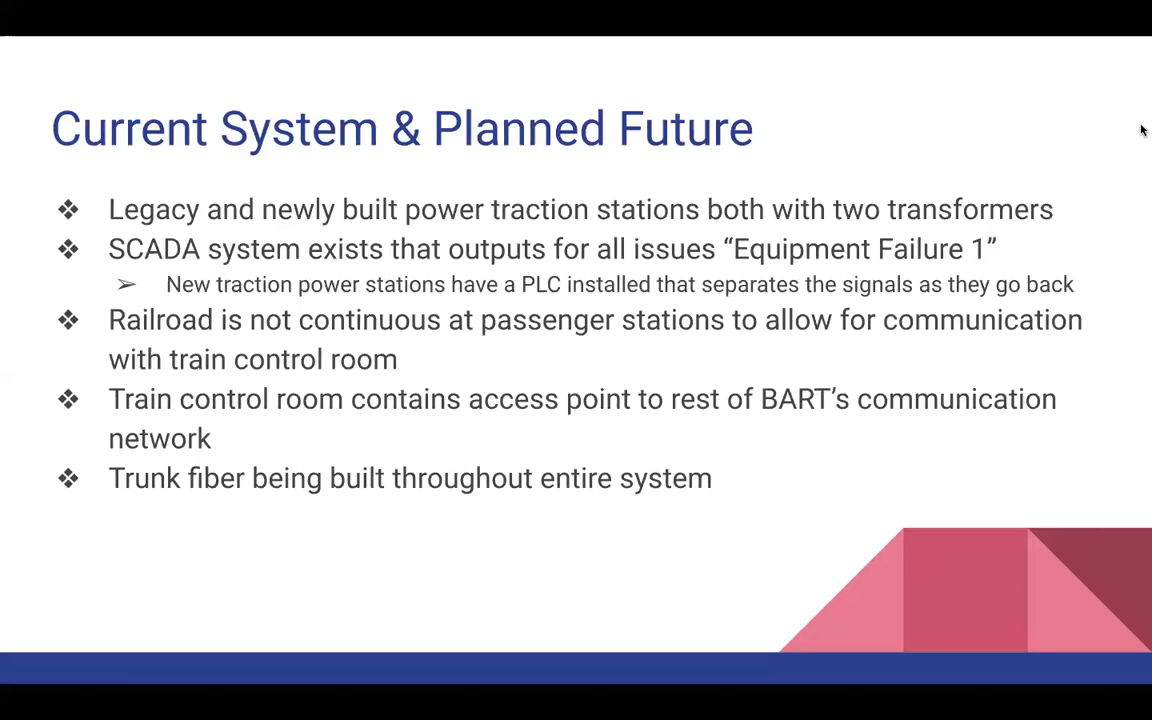 Current System & Planned Future
❖ Legacy and newly built power traction stations both with two transformers
❖ SCADA system exists that outputs for all issues “Equipment Failure 1”
➢ New traction power stations have a PLC installed that separates the signals as they go back
❖ Railroad is not continuous at passenger stations to allow for communication
with train control room
❖ Train control room contains access point to rest of BART’s communication
network
❖ Trunk fiber being built throughout entire system